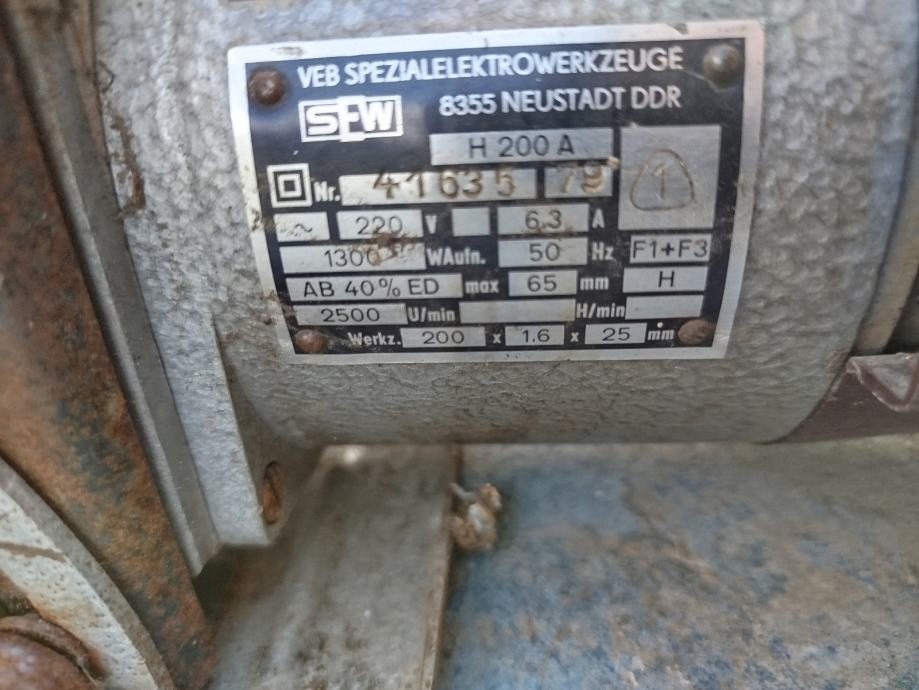 VEB SPEZIALELEKTROWERKZEUGE
SEW 8355 NEUSTADT DDR
H 200 A
Nr. 41635 79 1
~ 220 V 6,3 A
1300 WAufn. 50 Hz F1+F3
AB 40% ED max 65 mm H
2500 U/min H/min
Werkz. 200 x 1.6 x 25 mm